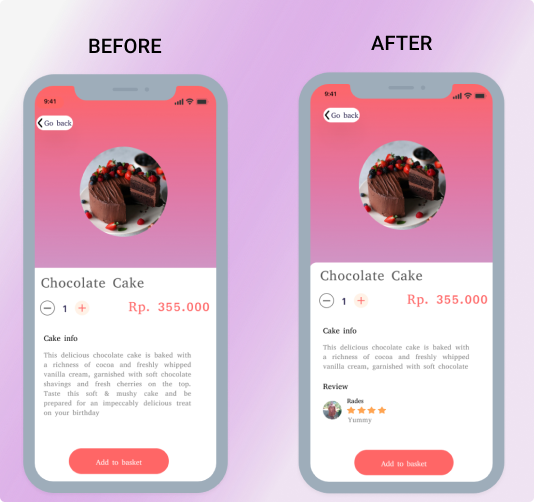 BEFORE
9:41
Go back
Chocolate Cake
1
Rp. 355.000
Cake info
This delicious chocolate cake is baked with
a richness of cocoa and freshly whipped
vanilla cream, garnished with soft chocolate
shavings and fresh cherries on the top.
Taste this soft & mushy cake and be
prepared for an impeccably delicious treat
on your birthday
Add to basket
AFTER
9:41
Go back
Chocolate Cake
1
Rp. 355.000
Cake info
This delicious chocolate cake is baked with
a richness of cocoa and freshly whipped
vanilla cream, garnished with soft chocolate
Review
Rades
Yummy
Add to basket